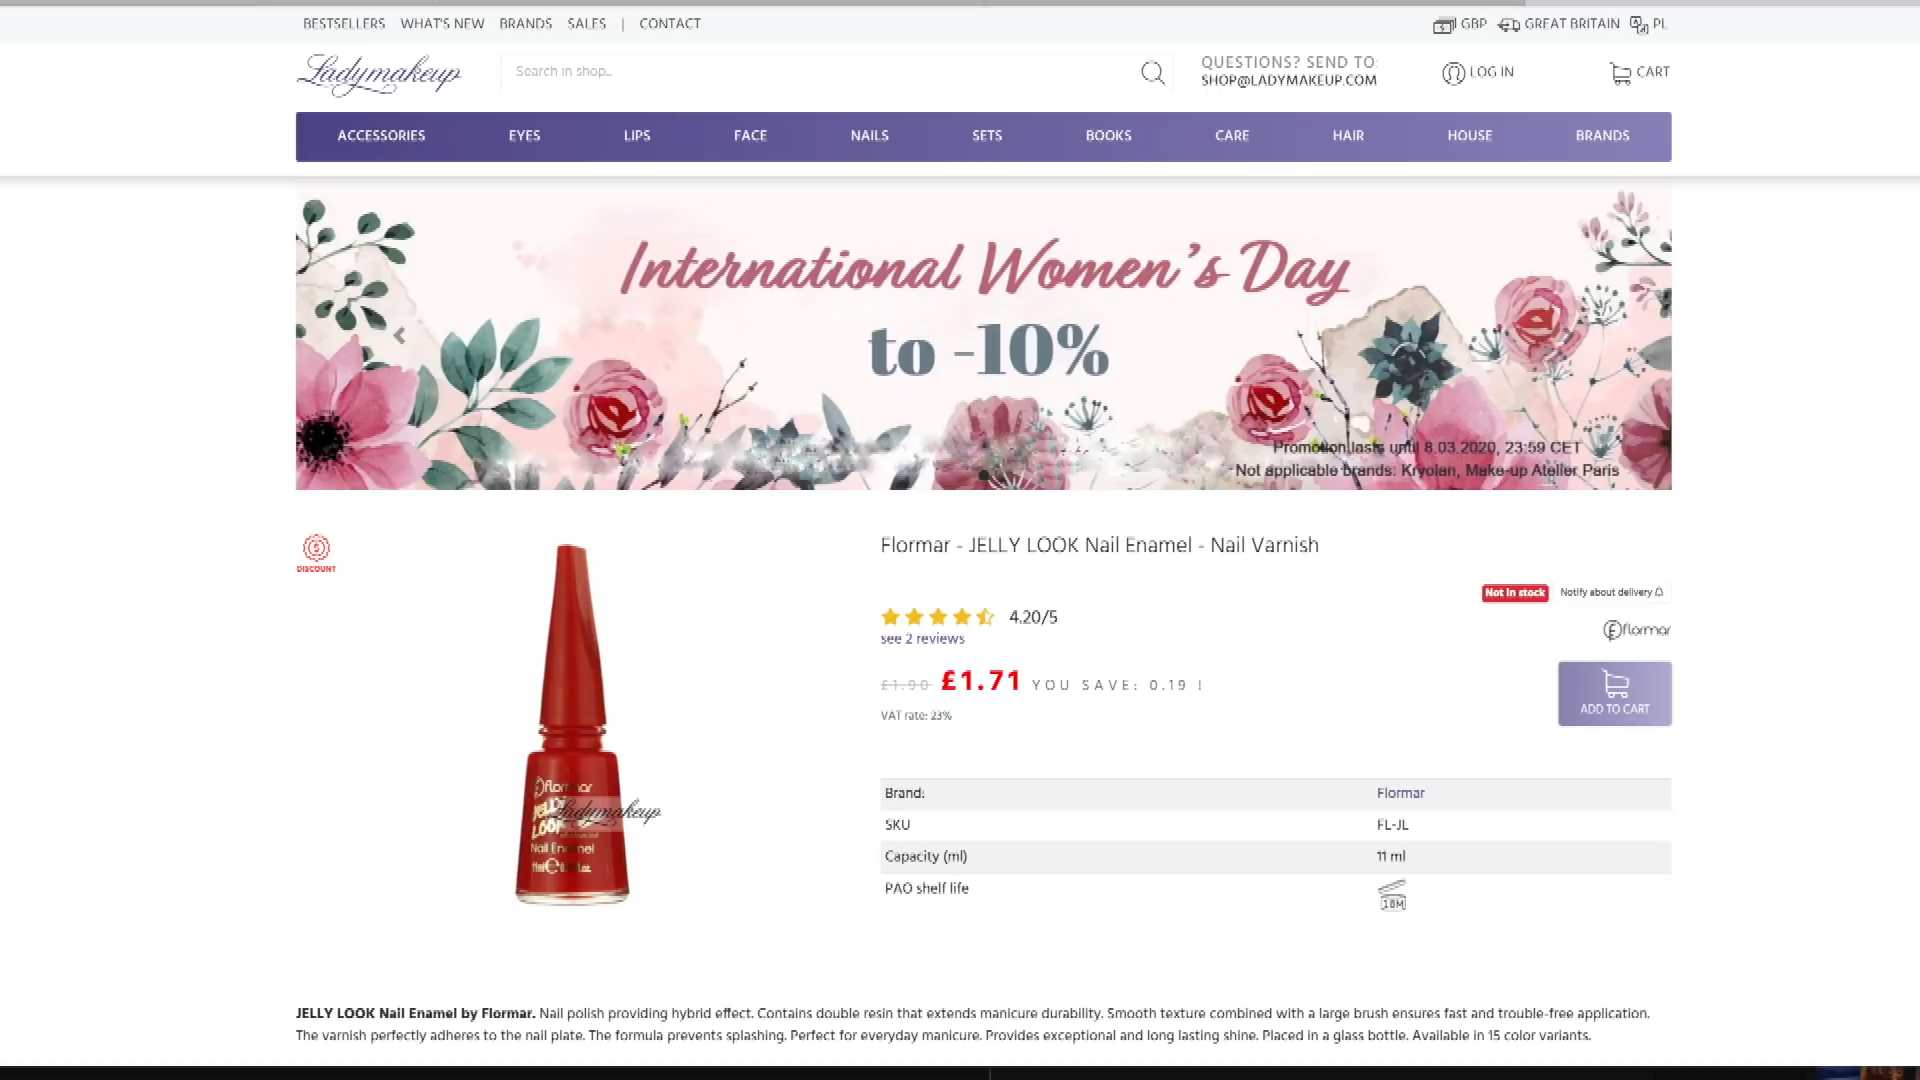 BESTSELLERS WHAT'S NEW BRANDS SALES | CONTACT
GBP GREAT BRITAIN PL
Ladymakeup
Search in shop...
QUESTIONS? SEND TO:
SHOP@LADYMAKEUP.COM
LOG IN
CART
ACCESSORIES EYES LIPS FACE NAILS SETS BOOKS CARE HAIR HOUSE BRANDS
International Women's Day
to -10%
Promotion lasts until 8.03.2020, 23:59 CET
Not applicable brands: Kryolan, Make-up Atelier Paris
DISCOUNT
Flormar - JELLY LOOK Nail Enamel - Nail Varnish
Not in stock
Notify about delivery
4.20/5
see 2 reviews
flormar
£1.90 £1.71 YOU SAVE: 0.19 !
VAT rate: 23%
ADD TO CART
flormar
JELLY
LOOK
Ladymakeup
Nail Enamel
Brand: Flormar
SKU FL-JL
Capacity (ml) 11 ml
PAO shelf life
18M
JELLY LOOK Nail Enamel by Flormar. Nail polish providing hybrid effect. Contains double resin that extends manicure durability. Smooth texture combined with a large brush ensures fast and trouble-free application.
The varnish perfectly adheres to the nail plate. The formula prevents splashing. Perfect for everyday manicure. Provides exceptional and long lasting shine. Placed in a glass bottle. Available in 15 color variants.